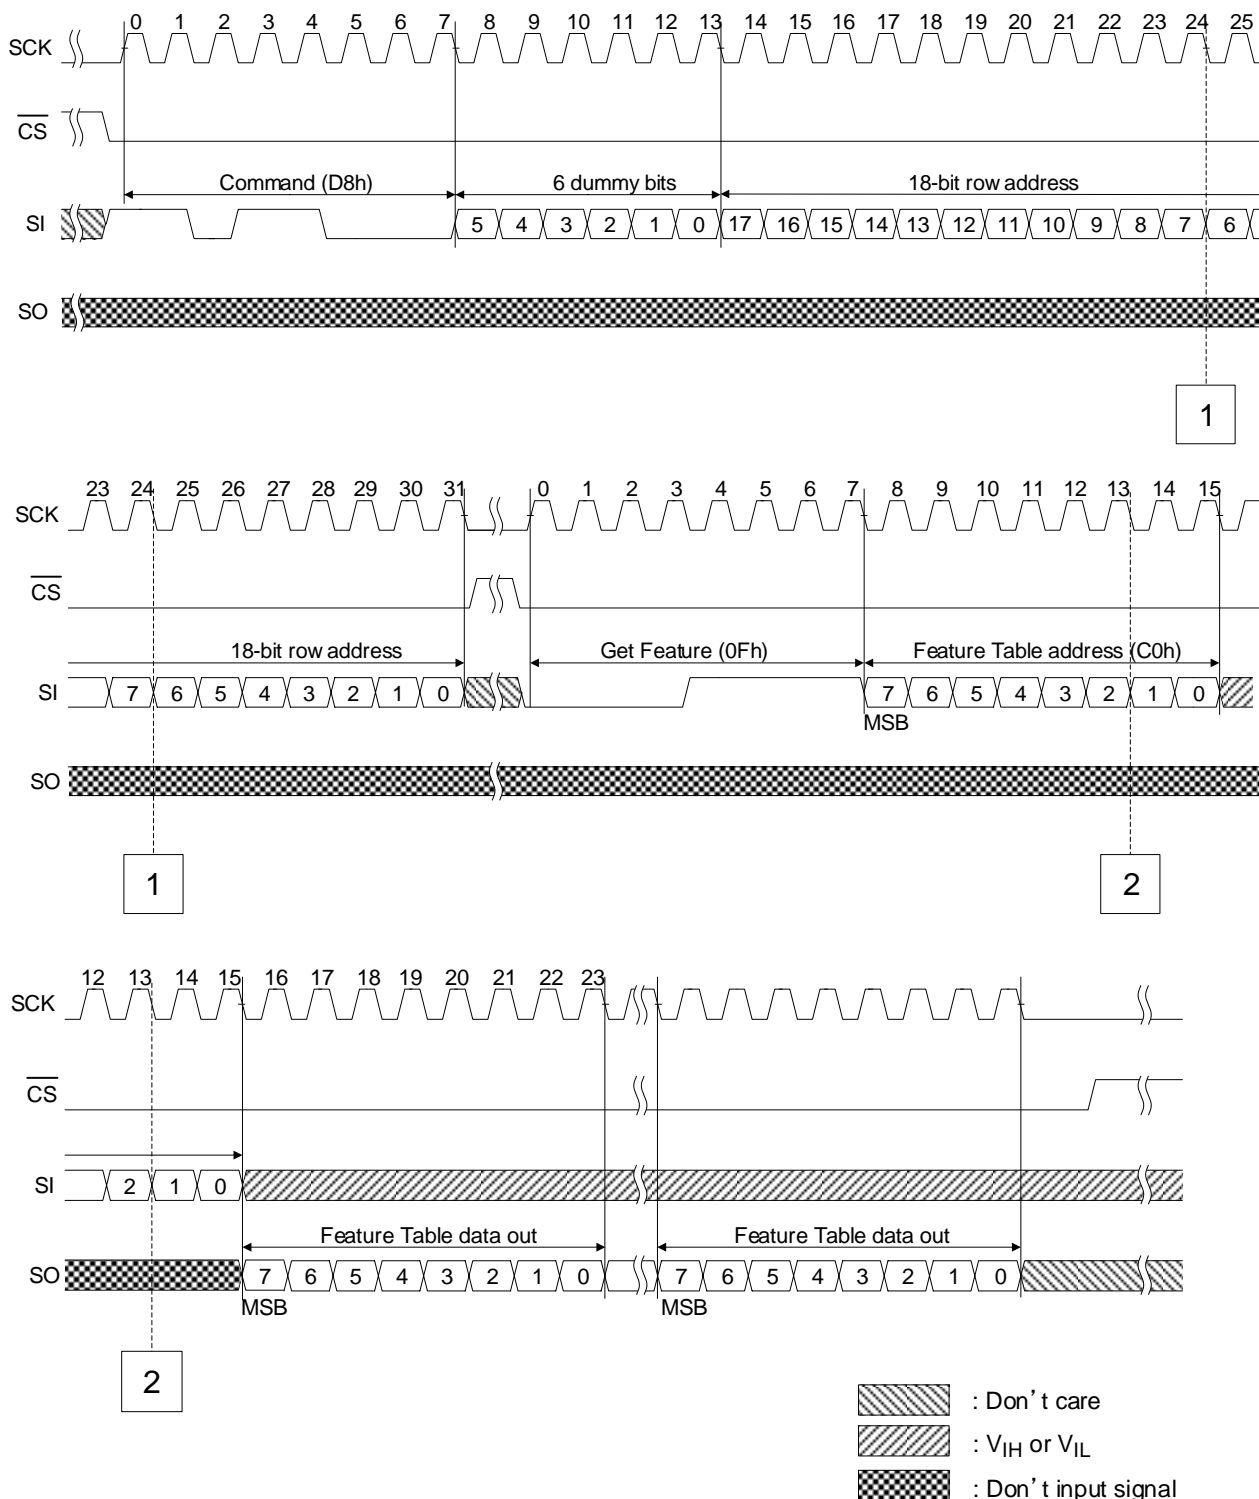 0 1 2 3 4 5 6 7 8 9 10 11 12 13 14 15 16 17 18 19 20 21 22 23 24 25
SCK
CS
Command (D8h) 6 dummy bits 18-bit row address
SI 5 4 3 2 1 0 17 16 15 14 13 12 11 10 9 8 7 6
SO
1
23 24 25 26 27 28 29 30 31 0 1 2 3 4 5 6 7 8 9 10 11 12 13 14 15
SCK
CS
18-bit row address Get Feature (0Fh) Feature Table address (C0h)
SI 7 6 5 4 3 2 1 0 7 6 5 4 3 2 1 0
MSB
SO
1 2
12 13 14 15 16 17 18 19 20 21 22 23
SCK
CS
SI 2 1 0
Feature Table data out Feature Table data out
SO 7 6 5 4 3 2 1 0 7 6 5 4 3 2 1 0
MSB MSB
2
: Don't care
: VIH or VIL
: Don't input signal